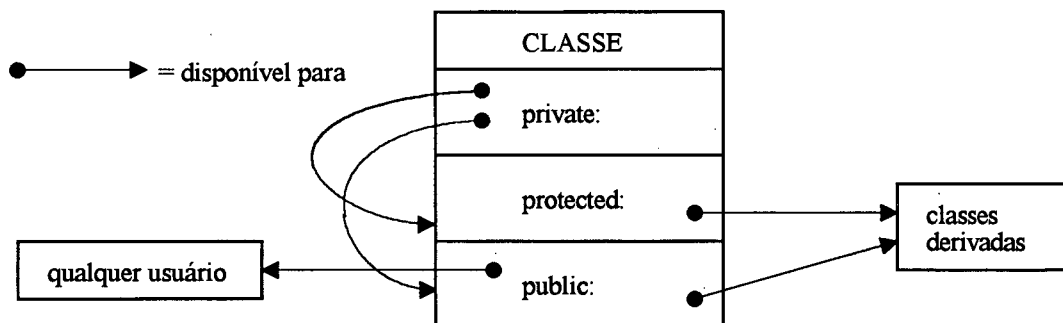 CLASSE
= disponível para
private:
protected:
classes
derivadas
qualquer usuário
public: